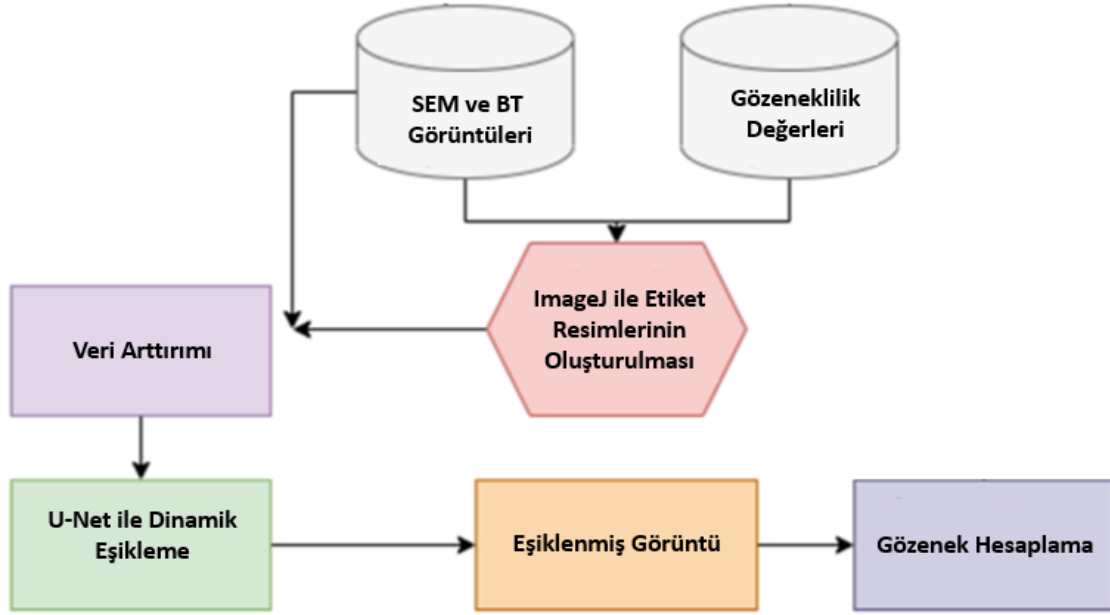 SEM ve BT
Görüntüleri
Gözeneklilik
Değerleri
ImageJ ile Etiket
Resimlerinin
Oluşturulması
Veri Arttırımı
U-Net ile Dinamik
Eşikleme
Eşiklenmiş Görüntü
Gözenek Hesaplama